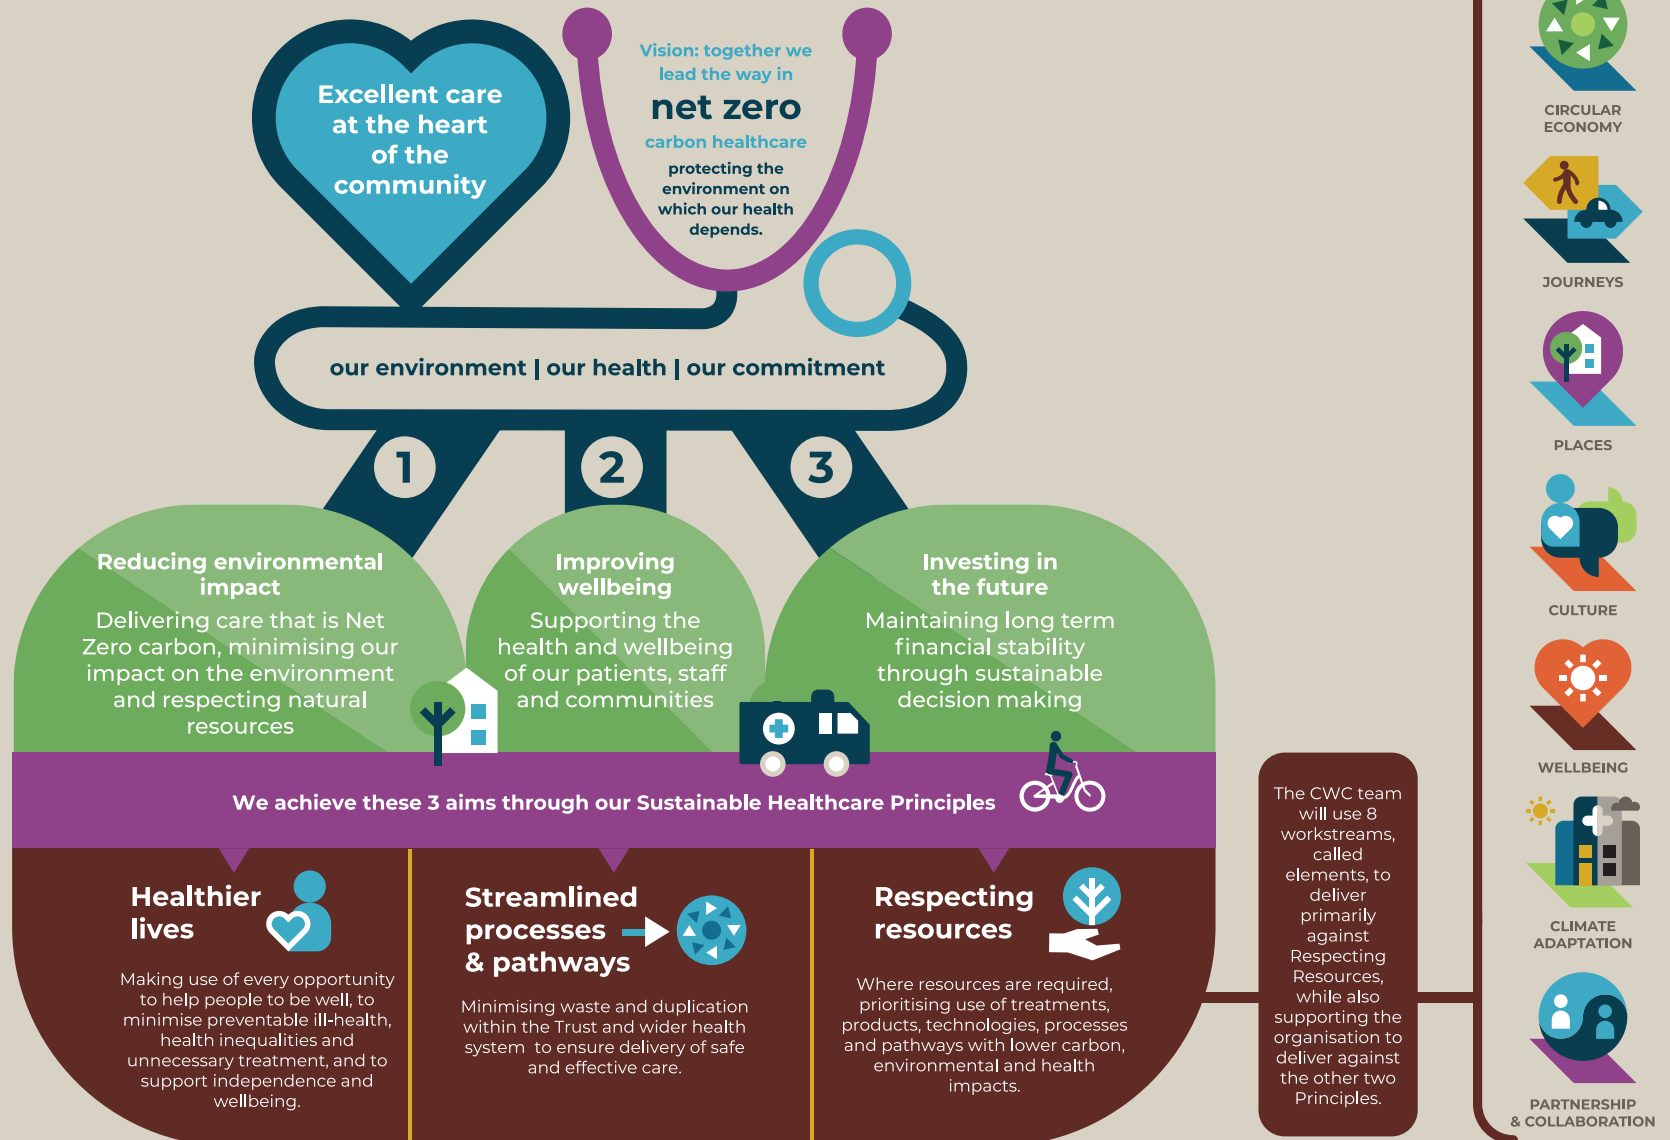 Excellent care
at the heart
of the
community
Vision: together we
lead the way in
net zero
carbon healthcare
protecting the
environment on
which our health
depends.
our environment | our health | our commitment
1
2
3
Reducing environmental
impact
Delivering care that is Net
Zero carbon, minimising our
impact on the environment
and respecting natural
resources
Improving
wellbeing
Supporting the
health and wellbeing
of our patients, staff
and communities
Investing in
the future
Maintaining long term
financial stability
through sustainable
decision making
We achieve these 3 aims through our Sustainable Healthcare Principles
Healthier
lives
Making use of every opportunity
to help people to be well, to
minimise preventable ill-health,
health inequalities and
unnecessary treatment, and to
support independence and
wellbeing.
Streamlined
processes
& pathways
Minimising waste and duplication
within the Trust and wider health
system to ensure delivery of safe
and effective care.
Respecting
resources
Where resources are required,
prioritising use of treatments,
products, technologies, processes
and pathways with lower carbon,
environmental and health
impacts.
The CWC team
will use 8
workstreams,
called
elements, to
deliver
primarily
against
Respecting
Resources,
while also
supporting the
organisation to
deliver against
the other two
Principles.
CIRCULAR
ECONOMY
JOURNEYS
PLACES
CULTURE
WELLBEING
CLIMATE
ADAPTATION
PARTNERSHIP
& COLLABORATION